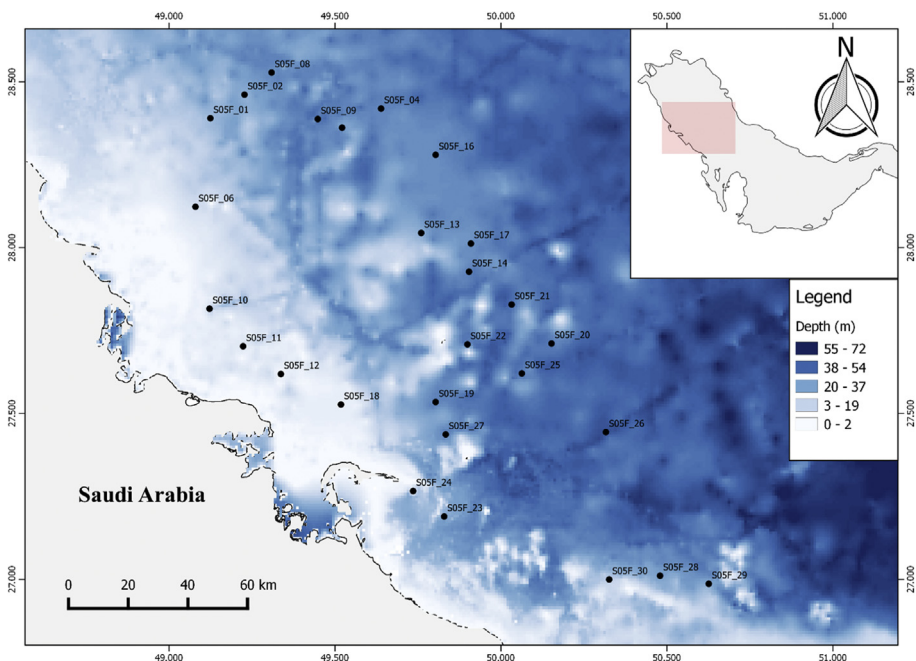 49.000 49.500 50.000 50.500 51.000
N
S05F_08
28.500
28.500
S05F_02
S05F_04
S05F_01
S05F_09
S05F_16
S05F_06
S05F_13
S05F_17
28.000
28.000
S05F_14
S05F_21
Legend
S05F_10
Depth (m)
S05F_11
S05F_22
S05F_20
55 - 72
38 - 54
S05F_12
S05F_25
20 - 37
3 - 19
S05F_18
S05F_19
0 - 2
27.500
27.500
S05F_27
S05F_26
S05F_24
Saudi Arabia
S05F_23
S05F_30
S05F_28
S05F_29
27.000
27.000
0 20 40 60 km
49.000 49.500 50.000 50.500 51.000